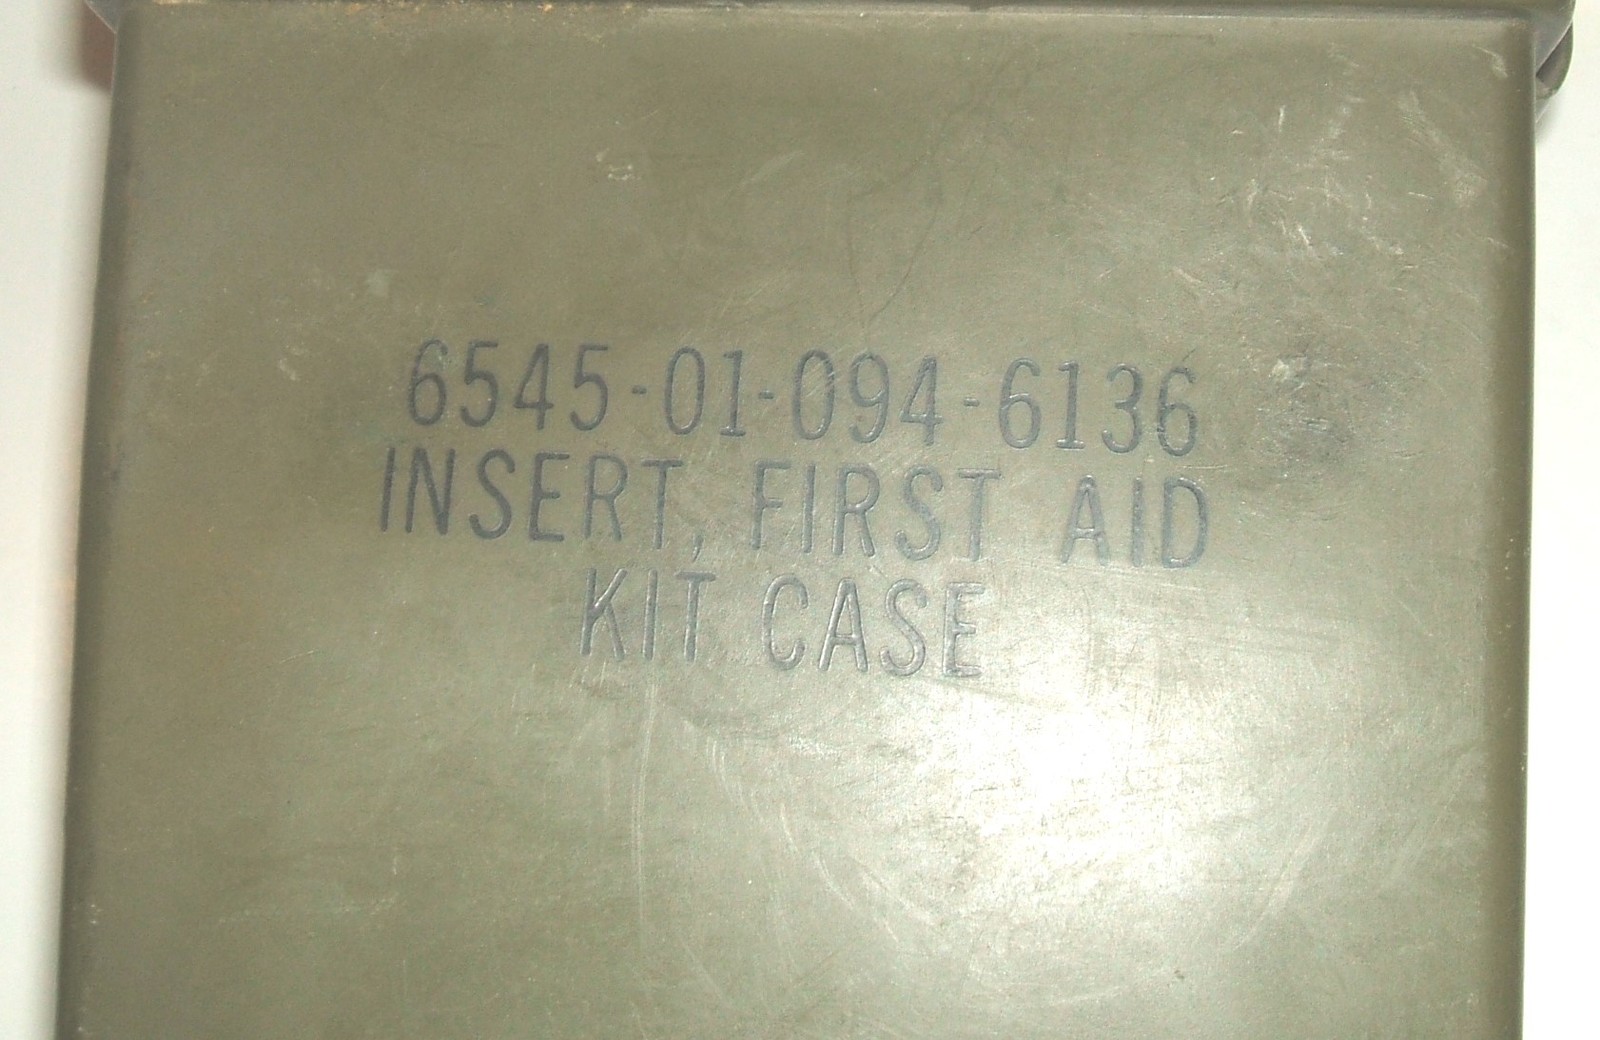 6545-01-094-6136
INSERT, FIRST AID
KIT CASE